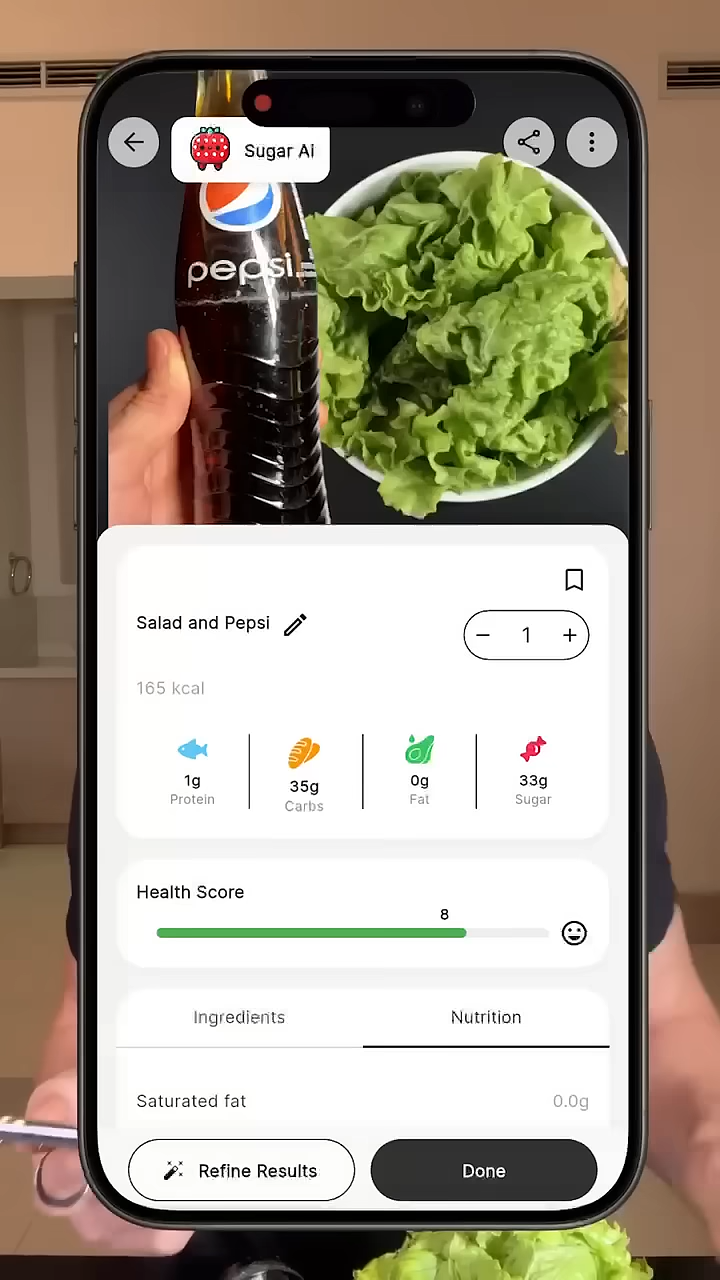 Sugar Ai
pepsi
Salad and Pepsi
1
165 kcal
1g
Protein
35g
Carbs
0g
Fat
33g
Sugar
Health Score
8
Ingredients
Nutrition
Saturated fat
0.0g
Refine Results
Done